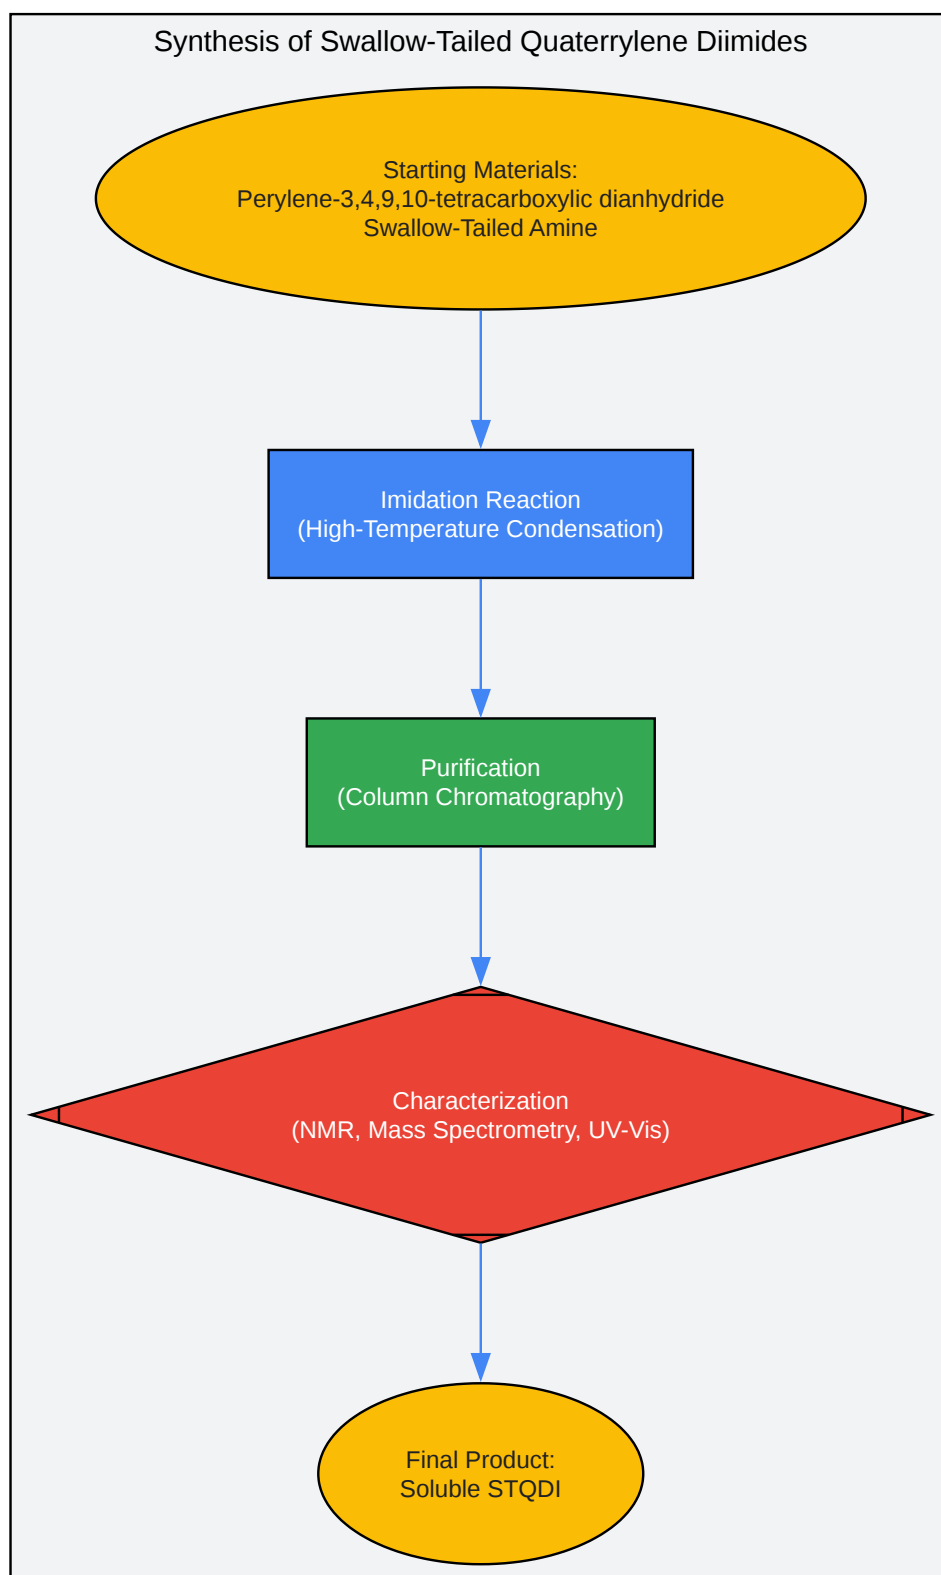 Synthesis of Swallow-Tailed Quaterrylene Diimides
Starting Materials:
Perylene-3,4,9,10-tetracarboxylic dianhydride
Swallow-Tailed Amine
Imidation Reaction
(High-Temperature Condensation)
Purification
(Column Chromatography)
Characterization
(NMR, Mass Spectrometry, UV-Vis)
Final Product:
Soluble STQDI